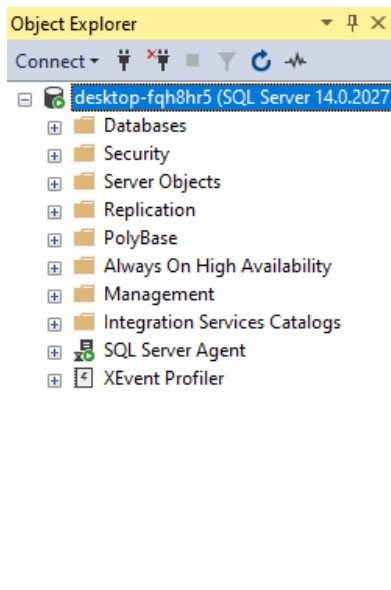 Object Explorer
Connect
desktop-fqh8hr5 (SQL Server 14.0.2027.
Databases
Security
Server Objects
Replication
PolyBase
Always On High Availability
Management
Integration Services Catalogs
SQL Server Agent
XEvent Profiler